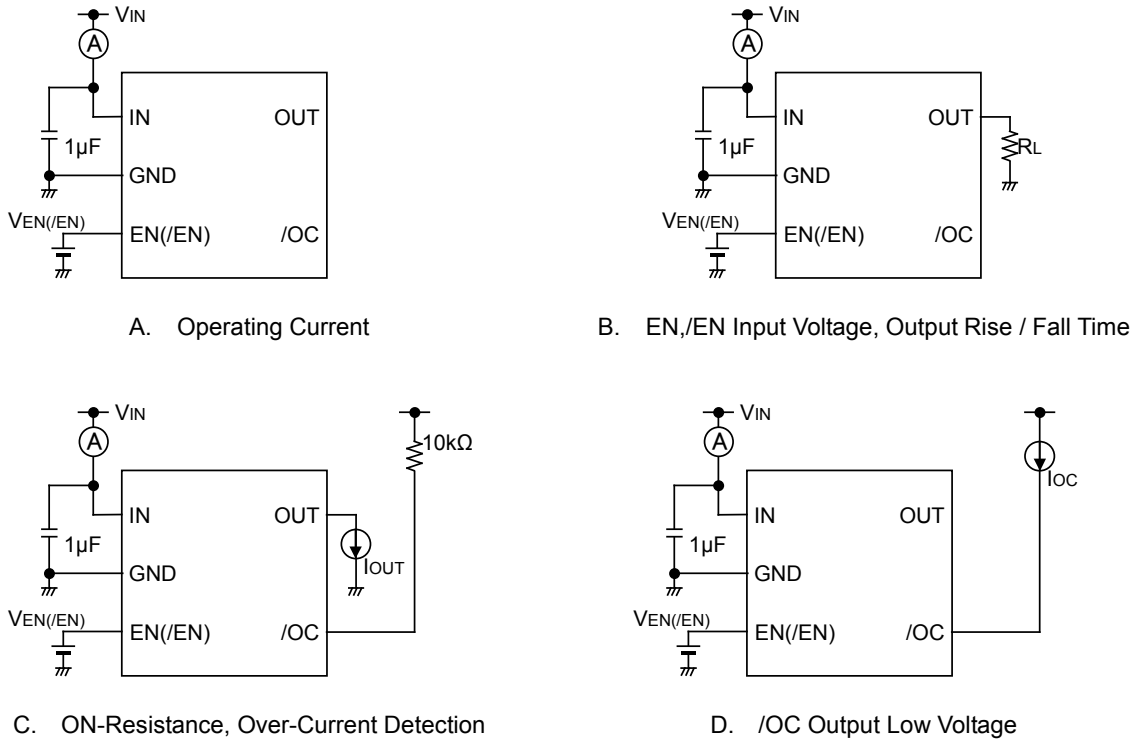 VIN
A
IN
OUT
1µF
GND
VEN(/EN)
EN(/EN)
/OC
A. Operating Current
VIN
A
IN
OUT
1µF
RL
GND
VEN(/EN)
EN(/EN)
/OC
B. EN,/EN Input Voltage, Output Rise / Fall Time
VIN
A
10kΩ
IN
OUT
1µF
IOUT
GND
VEN(/EN)
EN(/EN)
/OC
C. ON-Resistance, Over-Current Detection
VIN
A
IOC
IN
OUT
1µF
GND
VEN(/EN)
EN(/EN)
/OC
D. /OC Output Low Voltage